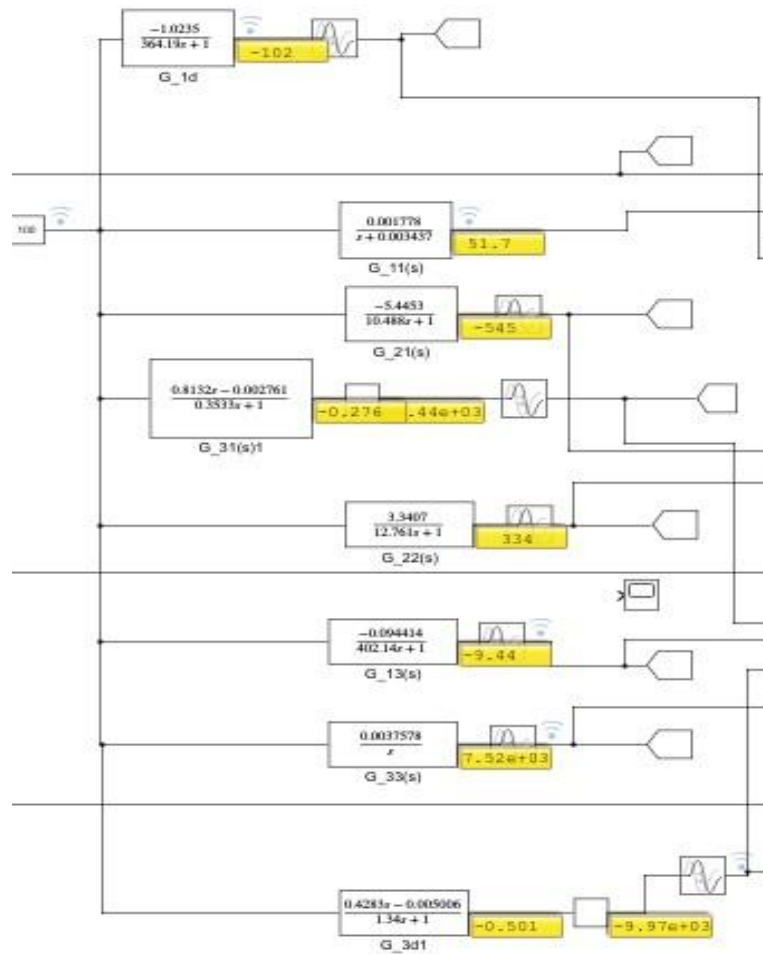 -1.0235
364.19s + 1
-102
G_1d
100
0.001778
s + 0.003437
51.7
G_11(s)
-5.4453
10.488s + 1
-545
G_21(s)
0.8132s - 0.002761
0.3533s + 1
-0.276
.44e+03
G_31(s)1
3.3407
12.761s + 1
334
G_22(s)
-0.094414
402.14s + 1
-9.44
G_13(s)
0.0037578
s
7.52e+03
G_33(s)
0.4283s - 0.005006
1.34s + 1
-0.501
-9.97e+03
G_3d1